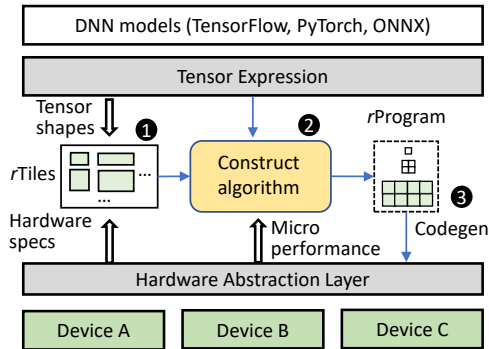 DNN models (TensorFlow, PyTorch, ONNX)
Tensor Expression
Tensor
shapes
1
2
rProgram
rTiles
...
...
Construct
algorithm
3
Hardware
specs
Micro
performance
Codegen
Hardware Abstraction Layer
Device A
Device B
Device C